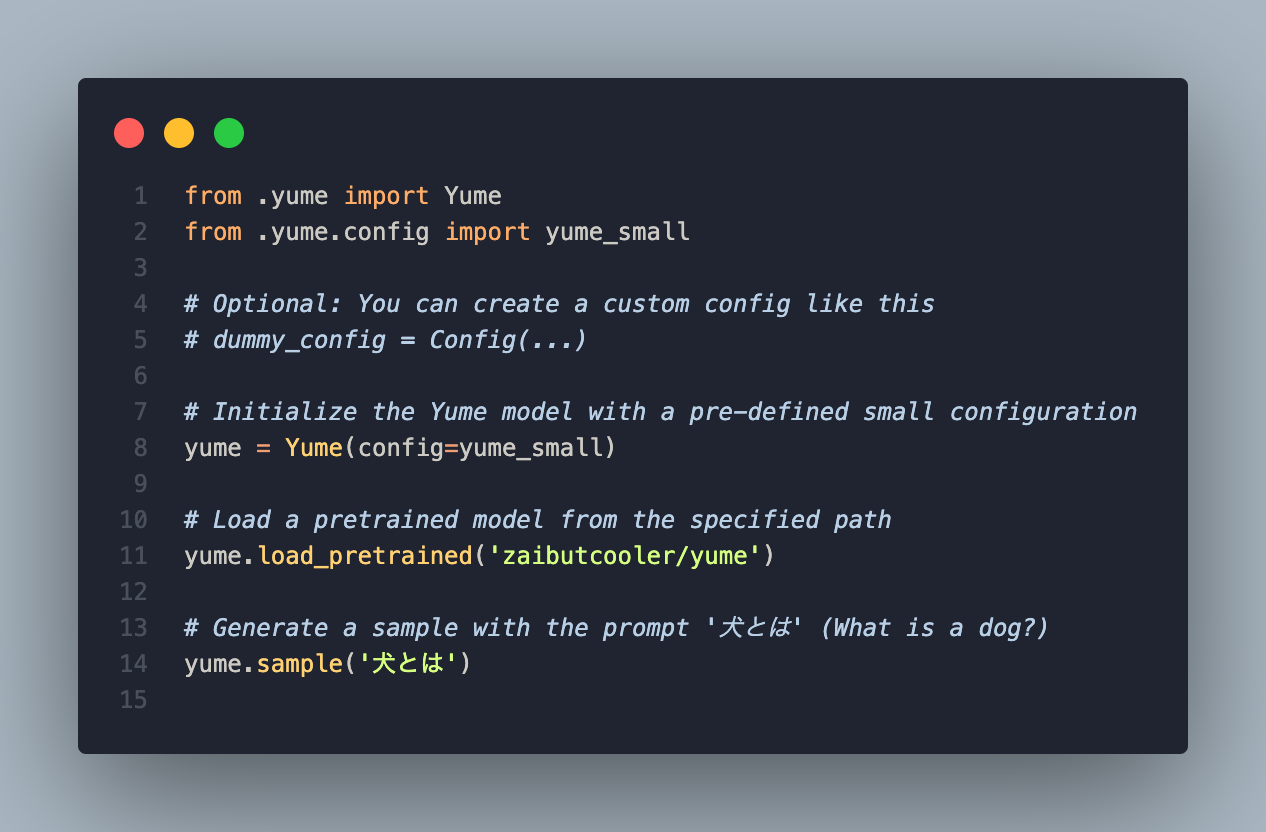 1 from .yume import Yume
2 from .yume.config import yume_small
3
4 # Optional: You can create a custom config like this
5 # dummy_config = Config(...)
6
7 # Initialize the Yume model with a pre-defined small configuration
8 yume = Yume(config=yume_small)
9
10 # Load a pretrained model from the specified path
11 yume.load_pretrained('zaibutcooler/yume')
12
13 # Generate a sample with the prompt '犬とは' (What is a dog?)
14 yume.sample('犬とは')
15